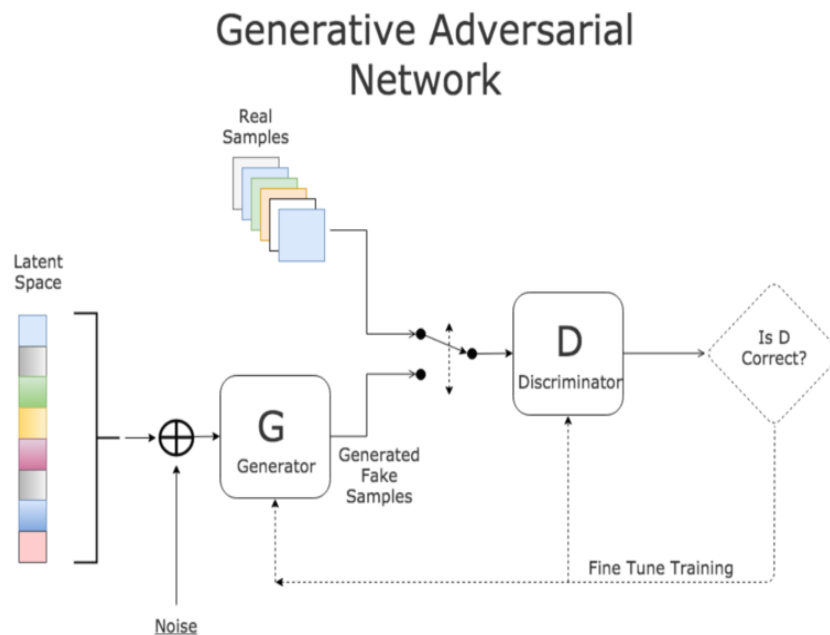 Generative Adversarial
Network
Real
Samples
Latent
Space
D
Discriminator
Is D
Correct?
G
Generator
Generated
Fake
Samples
Fine Tune Training
Noise